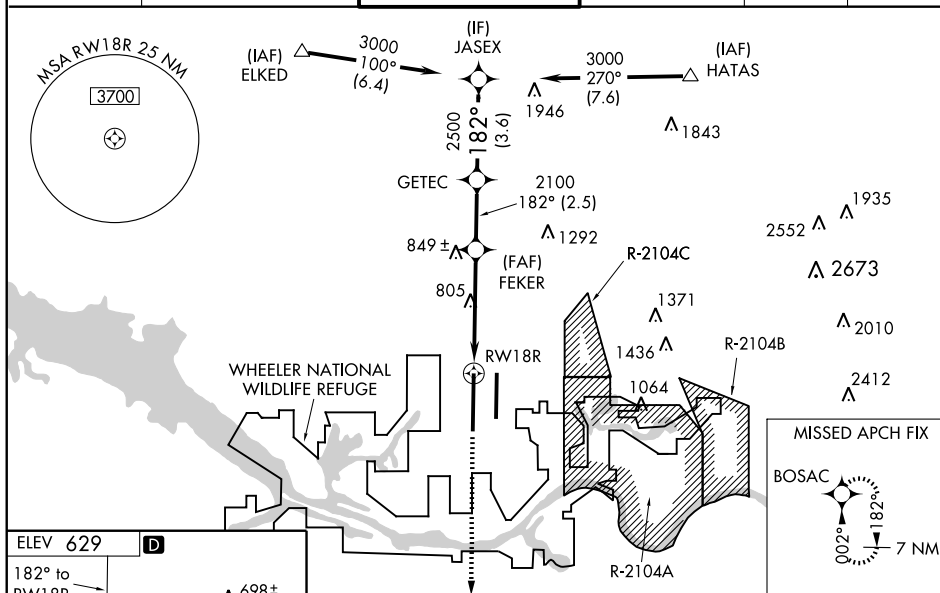 MSA RW18R 25 NM
3700
(IAF)
ELKED
3000
100°
(6.4)
(IF)
JASEX
3000
270°
(7.6)
(IAF)
HATAS
1946
1843
2500
182°
(3.6)
GETEC
2100
182° (2.5)
849 ±
1292
(FAF)
FEKER
805
R-2104C
1935
2552
2673
1371
2010
1436
R-2104B
RW18R
WHEELER NATIONAL
WILDLIFE REFUGE
1064
2412
MISSED APCH FIX
BOSAC
002°
182°
7 NM
R-2104A
ELEV 629
D
182° to
RW18R
698 ±